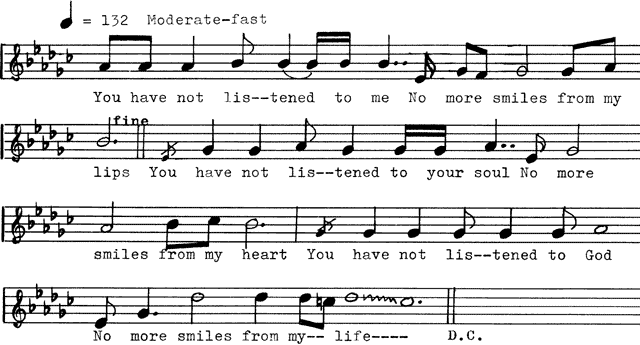 = 132 Moderate-fast
You have not lis--tened to me No more smiles from my
fine
lips You have not lis--tened to your soul No more
smiles from my heart You have not lis--tened to God
No more smiles from my-- life---- D.C.